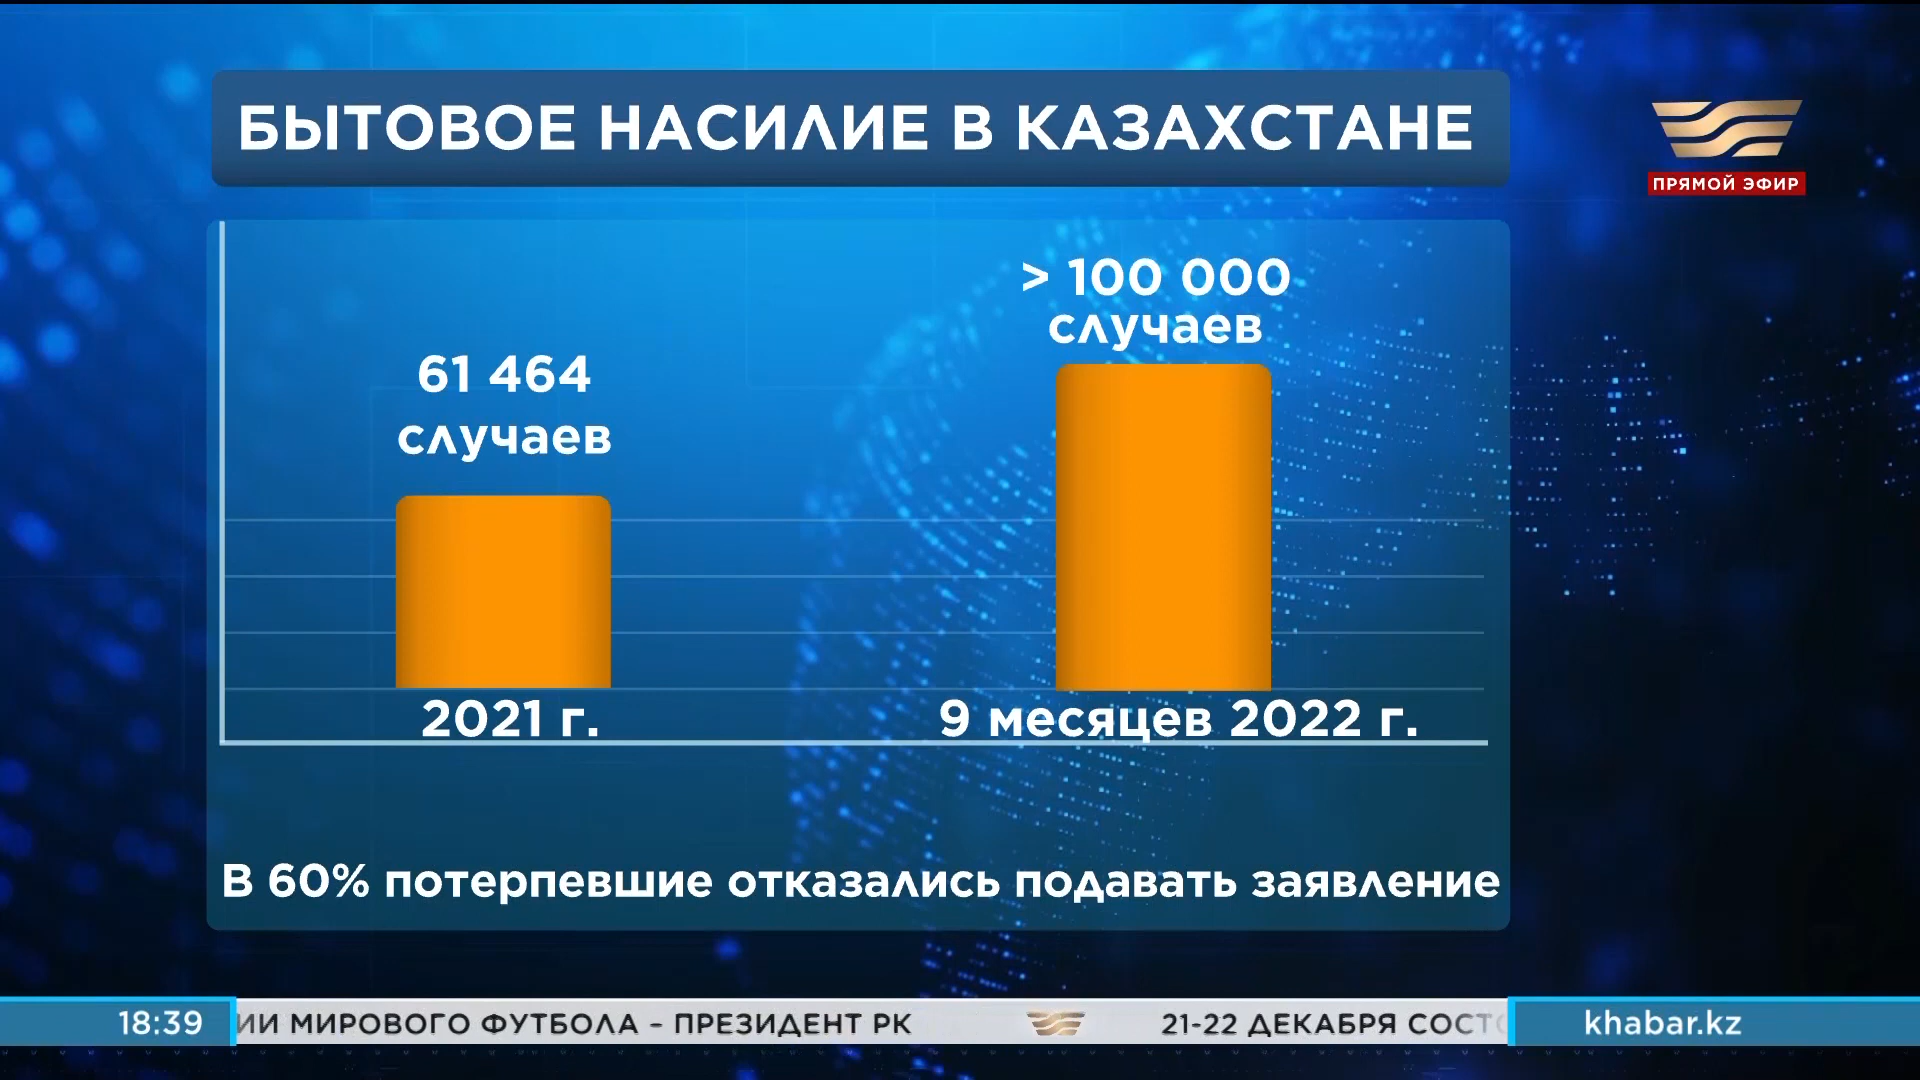 БЫТОВОЕ НАСИЛИЕ В КАЗАХСТАНЕ
ПРЯМОЙ ЭФИР
> 100 000
случаев
61 464
случаев
2021 г.
9 месяцев 2022 г.
В 60% потерпевшие отказались подавать заявление
18:39
ИИ МИРОВОГО ФУТБОЛА – ПРЕЗИДЕНТ РК
21-22 ДЕКАБРЯ СОСТО
khabar.kz